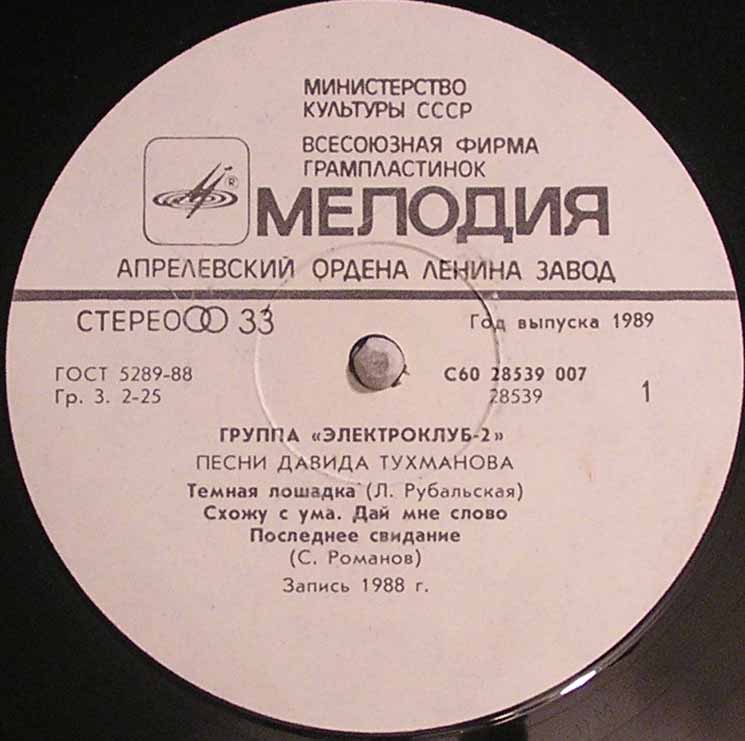 МИНИСТЕРСТВО
КУЛЬТУРЫ СССР
ВСЕСОЮЗНАЯ ФИРМА
ГРАМПЛАСТИНОК
®
МЕЛОДИЯ
АПРЕЛЕВСКИЙ ОРДЕНА ЛЕНИНА ЗАВОД
СТЕРЕО 33
Год выпуска 1989
ГОСТ 5289-88
С60 28539 007
Гр. 3. 2-25
28539
1
ГРУППА «ЭЛЕКТРОКЛУБ-2»
ПЕСНИ ДАВИДА ТУХМАНОВА
Темная лошадка (Л. Рубальская)
Схожу с ума. Дай мне слово
Последнее свидание
(С. Романов)
Запись 1988 г.